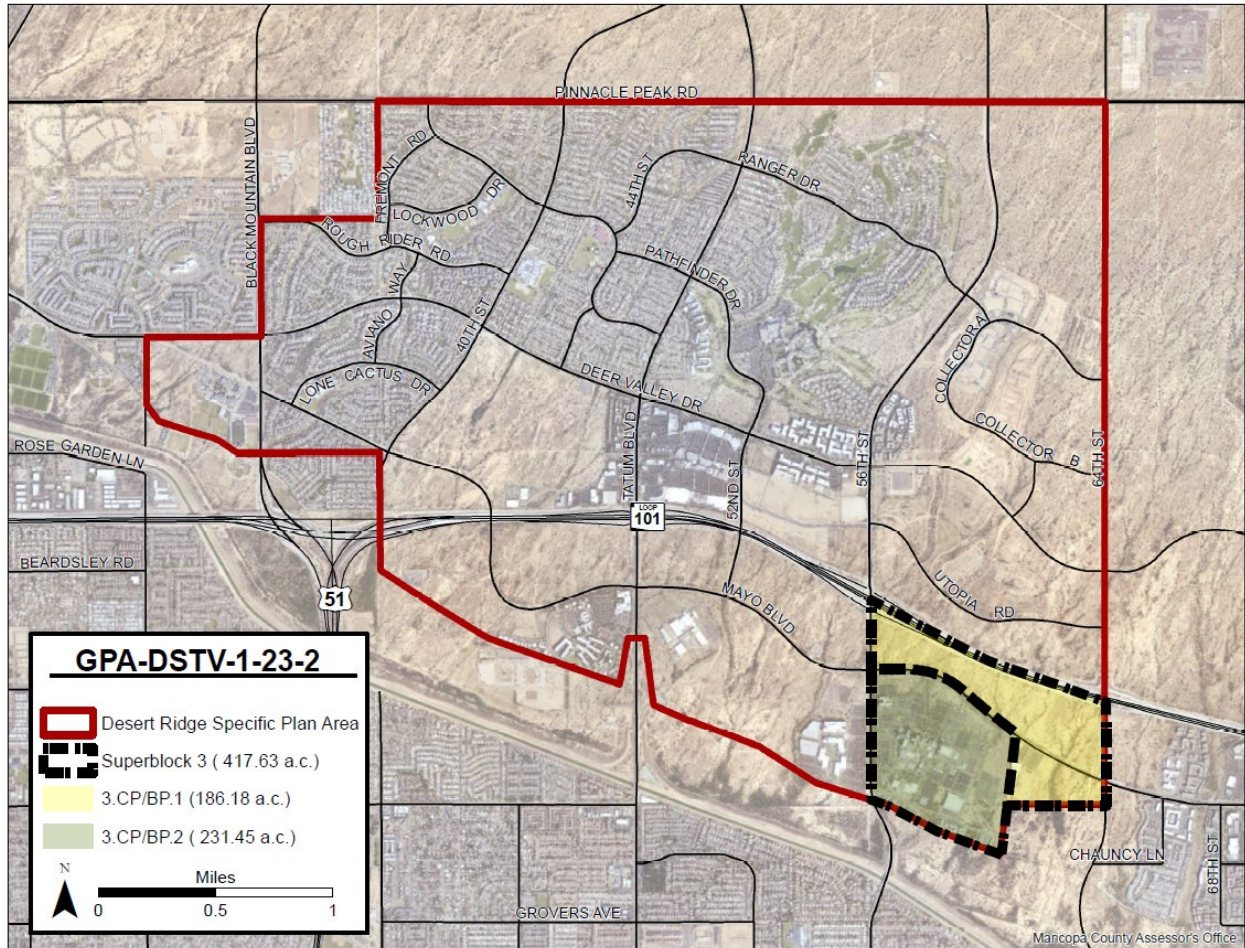 PINNACLE PEAK RD
BLACK MOUNTAIN BLVD
FREMONT RD
LOCKWOOD DR
ROUGH RIDER RD
44TH ST
RANGER DR
PATHFINDER DR
AVIANO WAY
40TH ST
LONE CACTUS DR
DEER VALLEY DR
COLLECTOR A
COLLECTOR B
ROSE GARDEN LN
TATUM BLVD
52ND ST
56TH ST
64TH ST
LOOP
101
BEARDSLEY RD
51
MAYO BLVD
UTOPIA RD
GPA-DSTV-1-23-2
Desert Ridge Specific Plan Area
Superblock 3 ( 417.63 a.c.)
3.CP/BP.1 (186.18 a.c.)
3.CP/BP.2 ( 231.45 a.c.)
N
Miles
0 0.5 1
CHAUNCY LN
68TH ST
GROVERS AVE
Maricopa County Assessor's Office